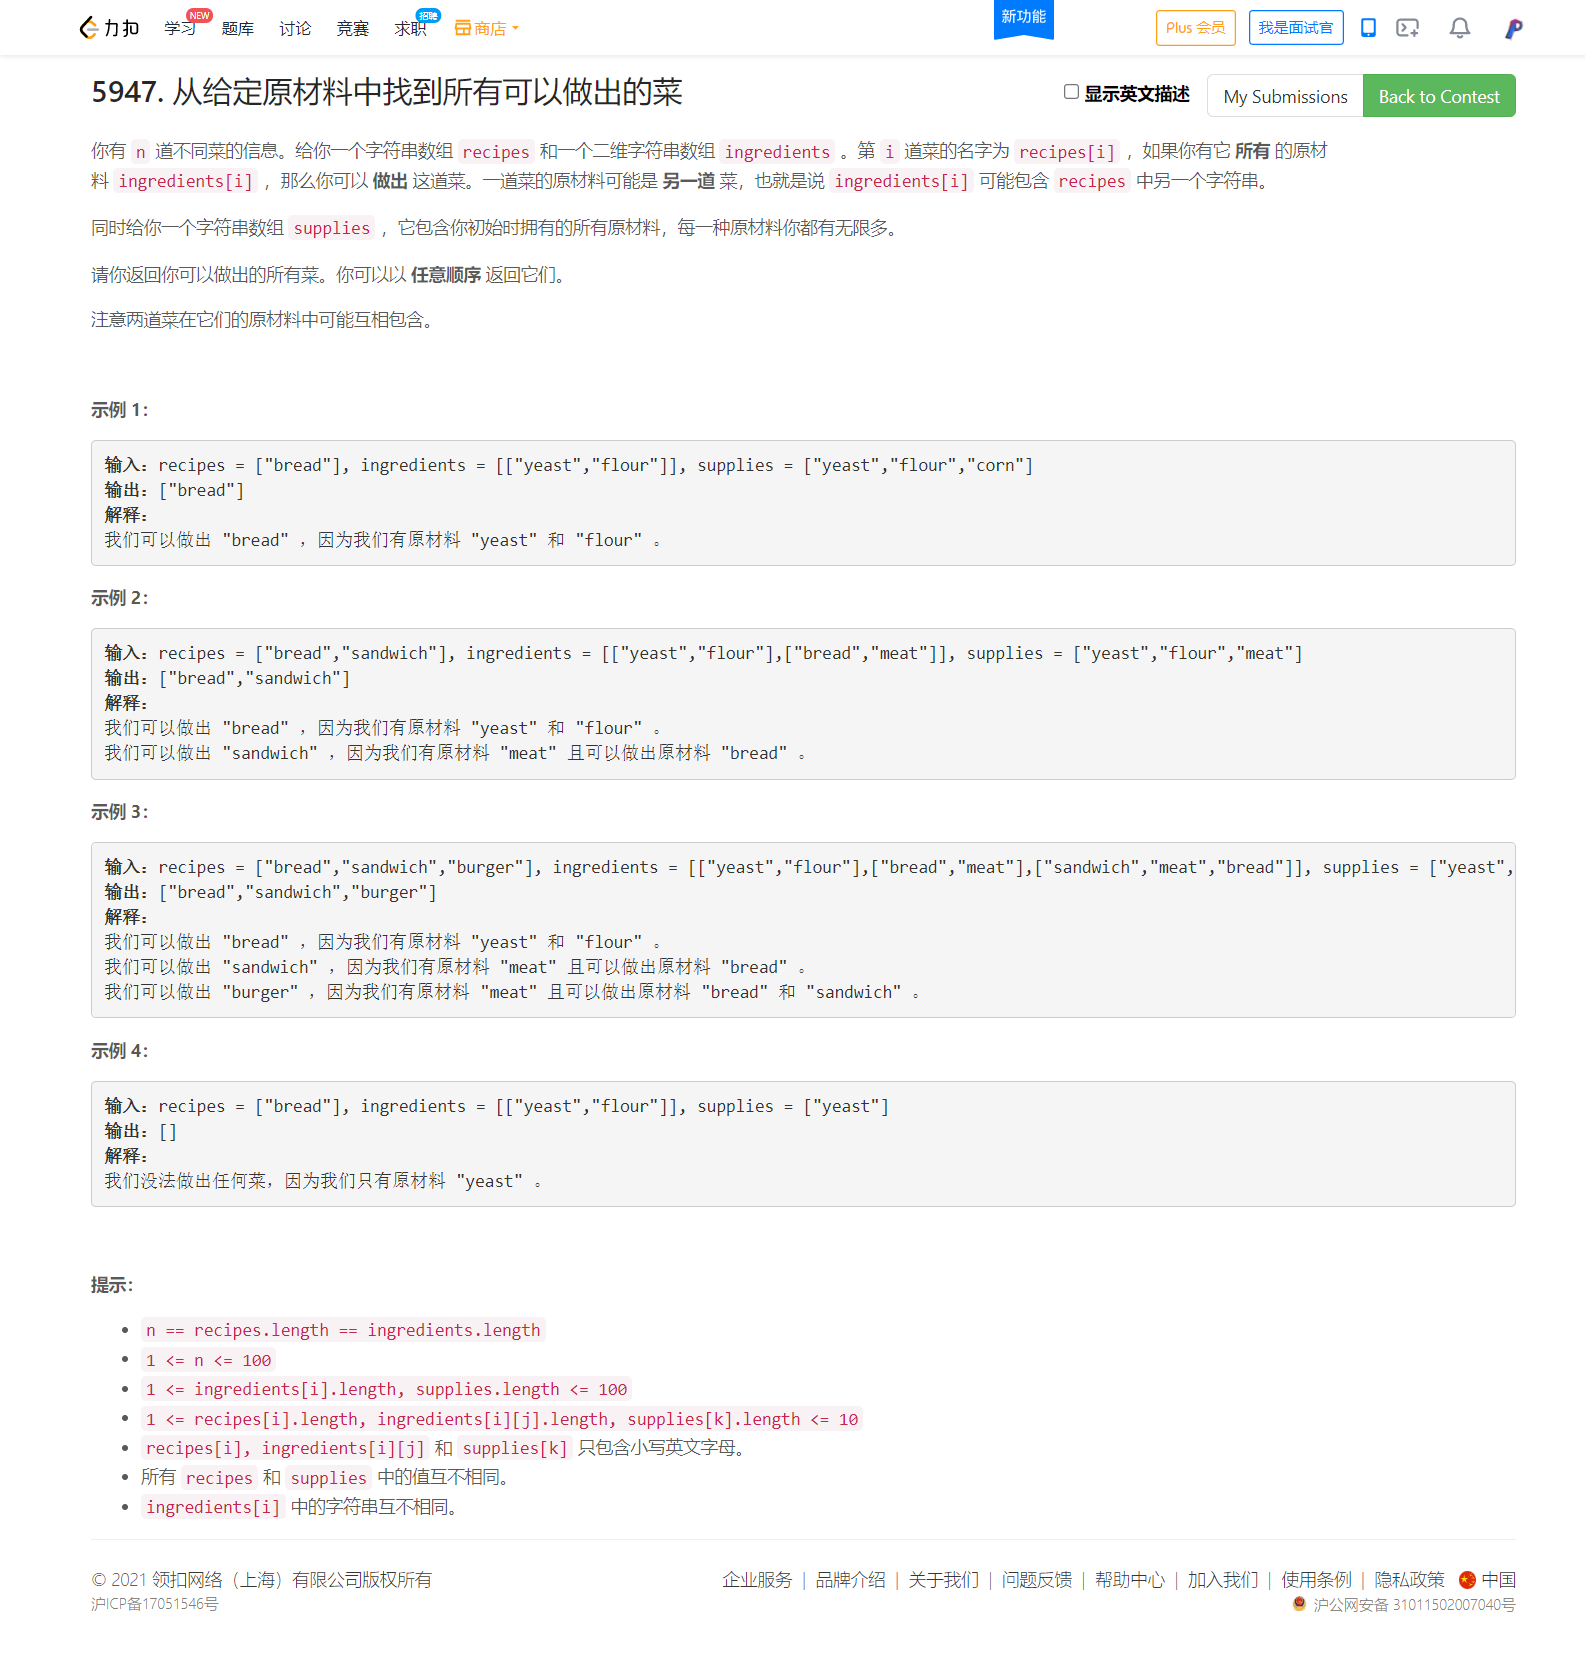 力扣 学习 NEW 题库 讨论 竞赛 求职 招聘 商店 新功能 Plus 会员 我是面试官
5947. 从给定原材料中找到所有可以做出的菜 显示英文描述 My Submissions Back to Contest
你有 n 道不同菜的信息。给你一个字符串数组 recipes 和一个二维字符串数组 ingredients 。第 i 道菜的名字为 recipes[i] ，如果你有它 所有 的原材
料 ingredients[i] ，那么你可以 做出 这道菜。一道菜的原材料可能是 另一道 菜，也就是说 ingredients[i] 可能包含 recipes 中另一个字符串。
同时给你一个字符串数组 supplies ，它包含你初始时拥有的所有原材料，每一种原材料你都有无限多。
请你返回你可以做出的所有菜。你可以以 任意顺序 返回它们。
注意两道菜在它们的原材料中可能互相包含。
示例 1：
输入：recipes = ["bread"], ingredients = [["yeast","flour"]], supplies = ["yeast","flour","corn"]
输出：["bread"]
解释：
我们可以做出 "bread" ，因为我们有原材料 "yeast" 和 "flour" 。
示例 2：
输入：recipes = ["bread","sandwich"], ingredients = [["yeast","flour"],["bread","meat"]], supplies = ["yeast","flour","meat"]
输出：["bread","sandwich"]
解释：
我们可以做出 "bread" ，因为我们有原材料 "yeast" 和 "flour" 。
我们可以做出 "sandwich" ，因为我们有原材料 "meat" 且可以做出原材料 "bread" 。
示例 3：
输入：recipes = ["bread","sandwich","burger"], ingredients = [["yeast","flour"],["bread","meat"],["sandwich","meat","bread"]], supplies = ["yeast",
输出：["bread","sandwich","burger"]
解释：
我们可以做出 "bread" ，因为我们有原材料 "yeast" 和 "flour" 。
我们可以做出 "sandwich" ，因为我们有原材料 "meat" 且可以做出原材料 "bread" 。
我们可以做出 "burger" ，因为我们有原材料 "meat" 且可以做出原材料 "bread" 和 "sandwich" 。
示例 4：
输入：recipes = ["bread"], ingredients = [["yeast","flour"]], supplies = ["yeast"]
输出：[]
解释：
我们没法做出任何菜，因为我们只有原材料 "yeast" 。
提示：
n == recipes.length == ingredients.length
1 <= n <= 100
1 <= ingredients[i].length, supplies.length <= 100
1 <= recipes[i].length, ingredients[i][j].length, supplies[k].length <= 10
recipes[i], ingredients[i][j] 和 supplies[k] 只包含小写英文字母。
所有 recipes 和 supplies 中的值互不相同。
ingredients[i] 中的字符串互不相同。
© 2021 领扣网络（上海）有限公司版权所有 企业服务 | 品牌介绍 | 关于我们 | 问题反馈 | 帮助中心 | 加入我们 | 使用条例 | 隐私政策 中国
沪ICP备17051546号 沪公网安备 31011502007040号